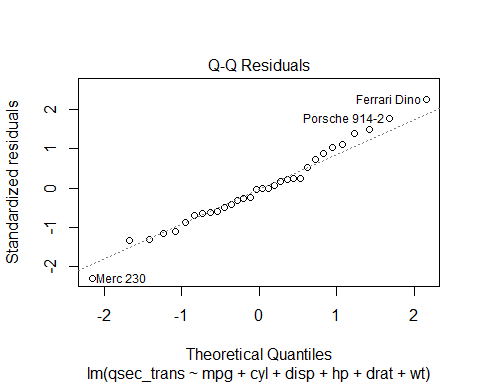 Q-Q Residuals
Standardized residuals
2
1
0
-1
-2
Ferrari Dino
Porsche 914-2
Merc 230
-2 -1 0 1 2
Theoretical Quantiles
lm(qsec_trans ~ mpg + cyl + disp + hp + drat + wt)